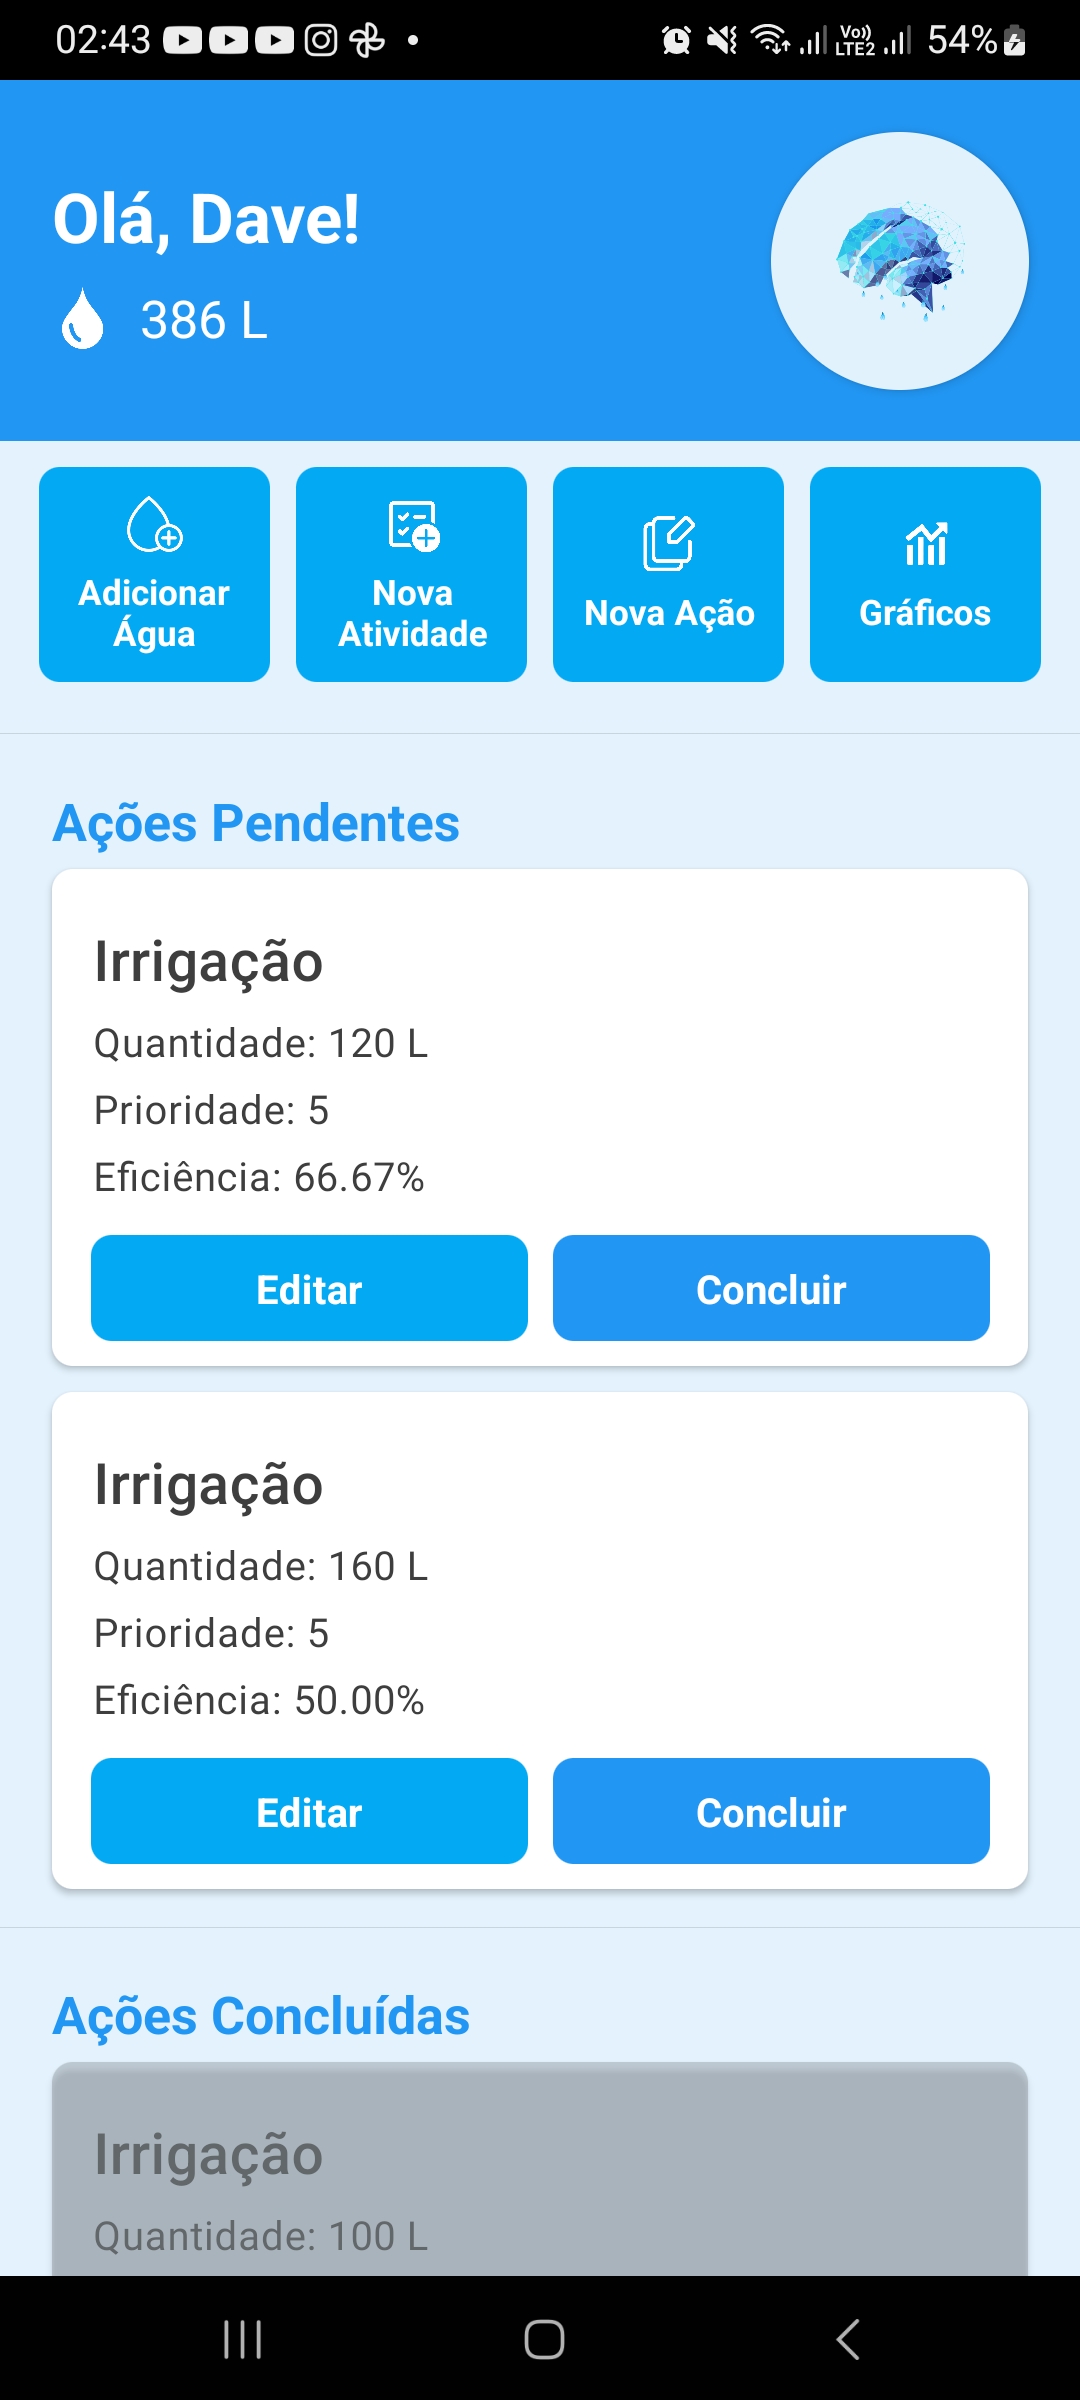 02:43
Vo)) LTE2 54%
Olá, Dave!
386 L
Adicionar Água
Nova Atividade
Nova Ação
Gráficos
Ações Pendentes
Irrigação
Quantidade: 120 L
Prioridade: 5
Eficiência: 66.67%
Editar
Concluir
Irrigação
Quantidade: 160 L
Prioridade: 5
Eficiência: 50.00%
Editar
Concluir
Ações Concluídas
Irrigação
Quantidade: 100 L